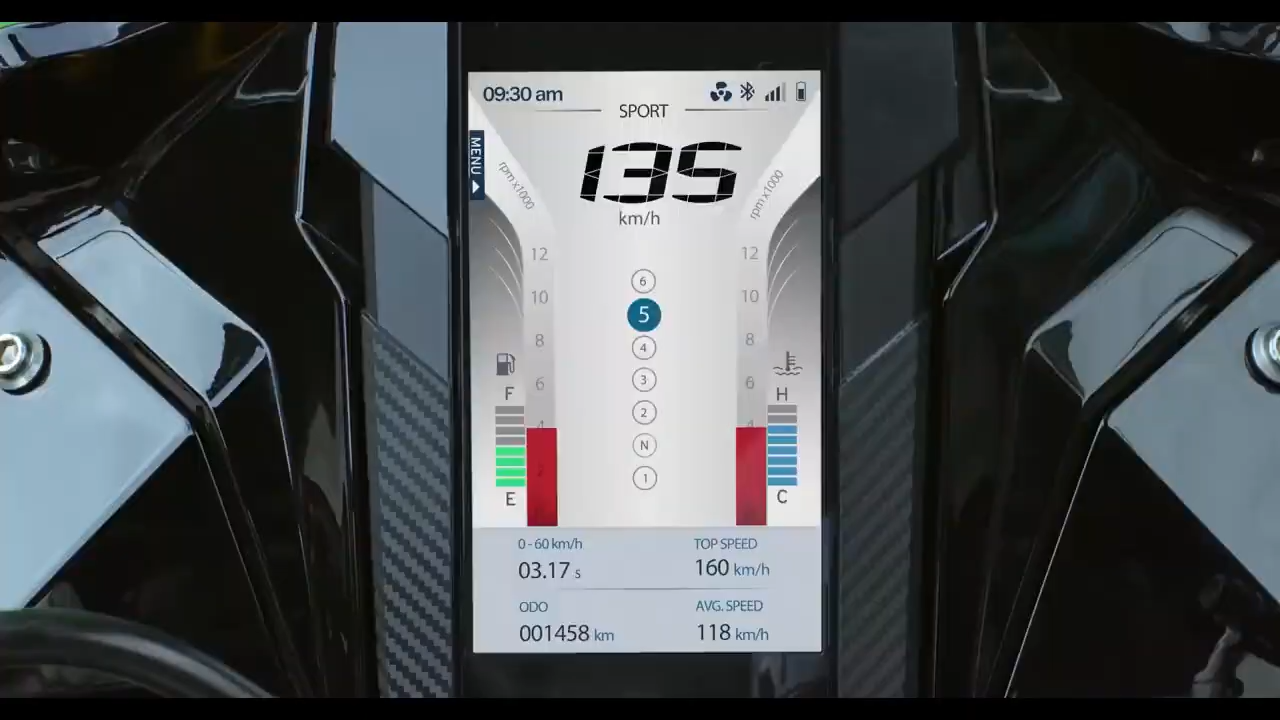 09:30 am
SPORT
MENU
135
km/h
rpm x1000
rpm x1000
12
12
10
10
8
8
6
6
4
4
6
5
4
3
2
N
1
F
E
H
C
0 - 60 km/h
03.17 s
TOP SPEED
160 km/h
ODO
001458 km
AVG. SPEED
118 km/h